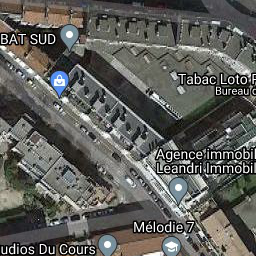 BAT SUD
Tabac Loto P
Bureau d
Agence immobil
Leandri Immobil
Mélodie 7
udios Du Cours